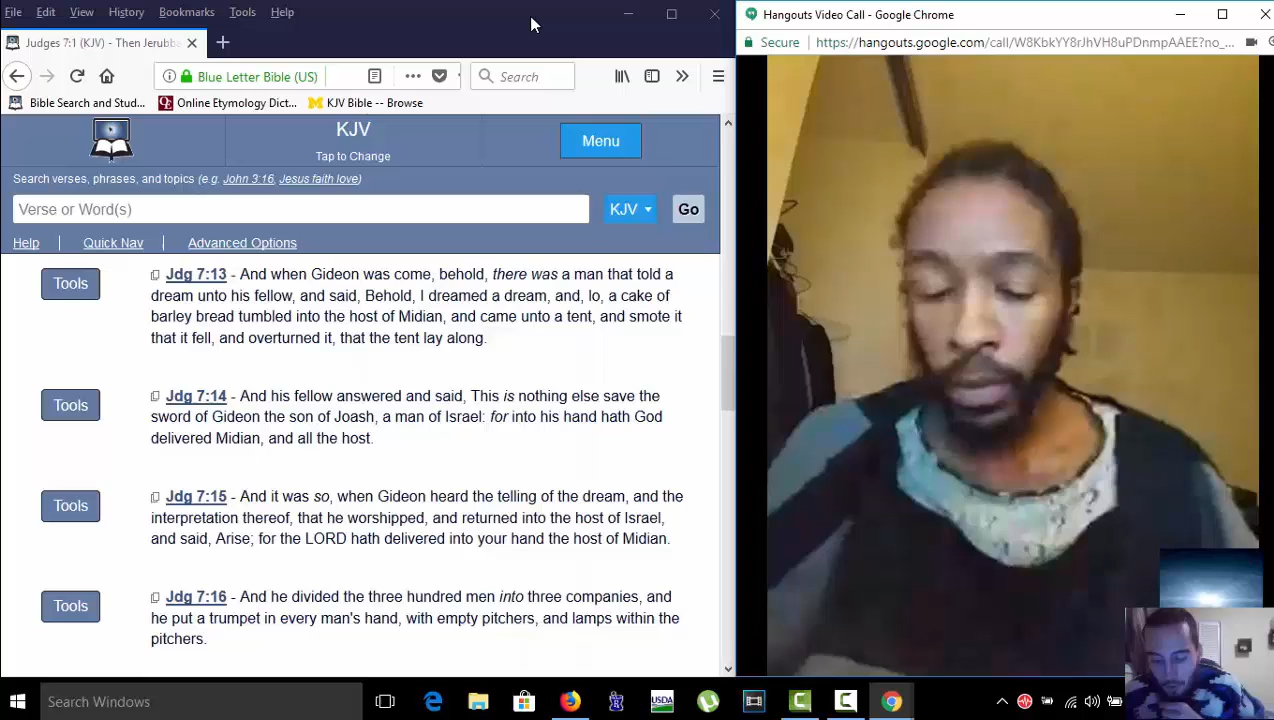 File Edit View History Bookmarks Tools Help
Judges 7:1 (KJV) - Then Jerubbe
Blue Letter Bible (US)
Search
Bible Search and Stud... Online Etymology Dict... KJV Bible -- Browse
KJV
Tap to Change
Menu
Search verses, phrases, and topics (e.g. John 3:16, Jesus faith love)
Verse or Word(s)
KJV
Go
Help Quick Nav Advanced Options
Tools
Jdg 7:13 - And when Gideon was come, behold, there was a man that told a
dream unto his fellow, and said, Behold, I dreamed a dream, and, lo, a cake of
barley bread tumbled into the host of Midian, and came unto a tent, and smote it
that it fell, and overturned it, that the tent lay along.
Tools
Jdg 7:14 - And his fellow answered and said, This is nothing else save the
sword of Gideon the son of Joash, a man of Israel: for into his hand hath God
delivered Midian, and all the host.
Tools
Jdg 7:15 - And it was so, when Gideon heard the telling of the dream, and the
interpretation thereof, that he worshipped, and returned into the host of Israel,
and said, Arise; for the LORD hath delivered into your hand the host of Midian.
Tools
Jdg 7:16 - And he divided the three hundred men into three companies, and
he put a trumpet in every man's hand, with empty pitchers, and lamps within the
pitchers.
Hangouts Video Call - Google Chrome
Secure https://hangouts.google.com/call/W8KbkYY8rJhVH8uPDnmpAAEE?no_...
Search Windows
USDA